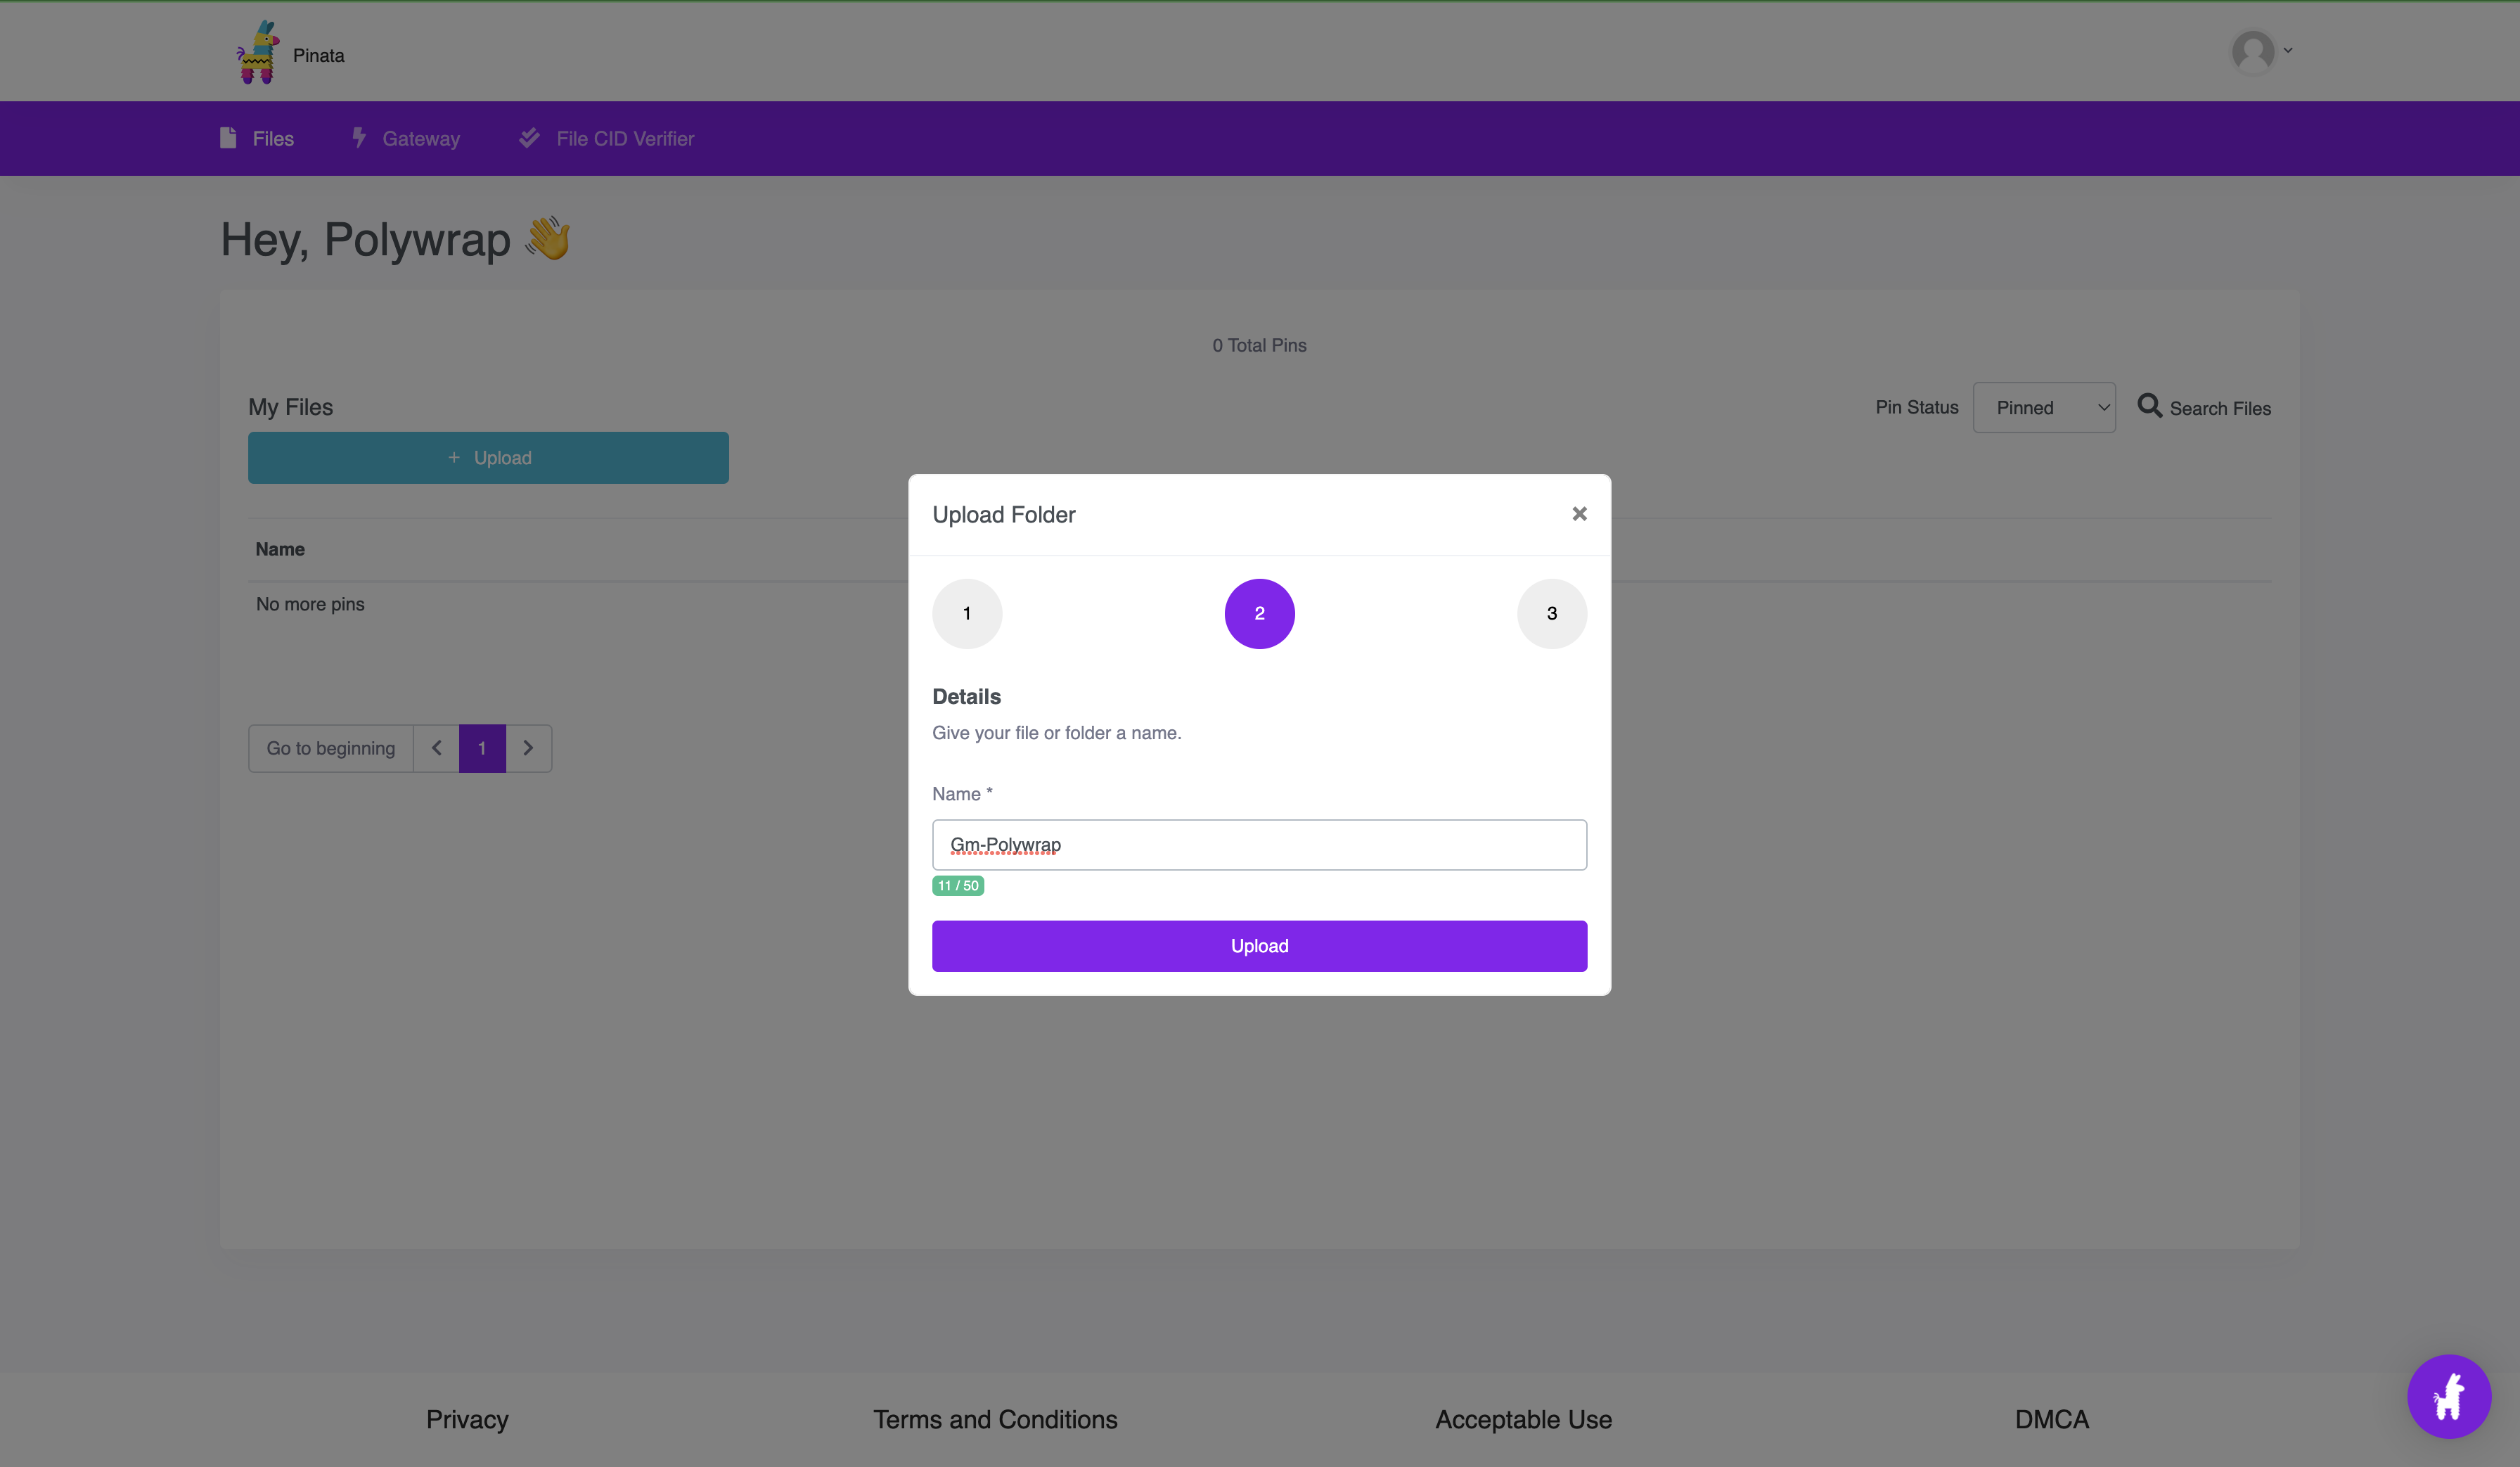 Pinata
Files
Gateway
File CID Verifier
Hey, Polywrap 👋
0 Total Pins
My Files
Pin Status
Pinned
Search Files
+ Upload
Name
No more pins
Go to beginning
1
Upload Folder
×
1
2
3
Details
Give your file or folder a name.
Name *
Gm-Polywrap
11 / 50
Upload
Privacy
Terms and Conditions
Acceptable Use
DMCA